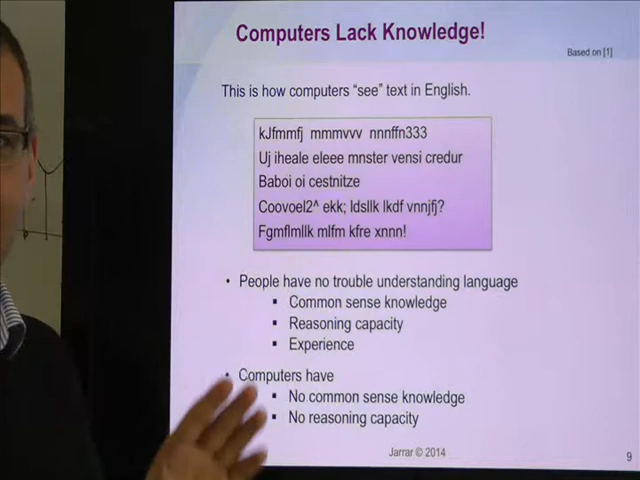 Computers Lack Knowledge!
Based on [1]
This is how computers “see” text in English.
kJfmmfj mmmvvv nnnffn333
Uj iheale eleee mnster vensi credur
Baboi oi cestnitze
Coovoel2^ ekk; ldsllk lkdf vnnjfj?
Fgmflmllk mlfm kfre xnnn!
• People have no trouble understanding language
▪ Common sense knowledge
▪ Reasoning capacity
▪ Experience
• Computers have
▪ No common sense knowledge
▪ No reasoning capacity
Jarrar © 2014
9